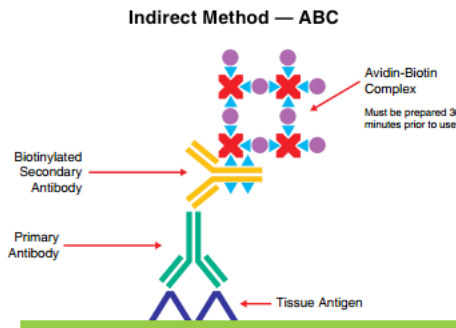 Indirect Method — ABC
Avidin-Biotin
Complex
Must be prepared 3
minutes prior to use
Biotinylated
Secondary
Antibody
Primary
Antibody
Tissue Antigen